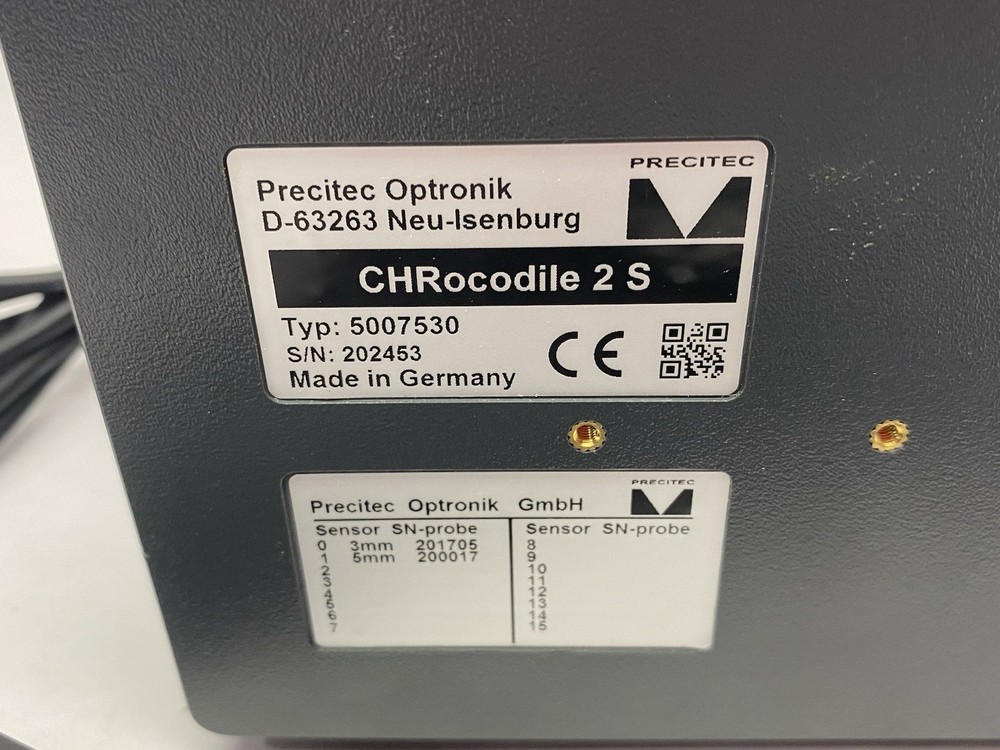 PRECITEC
Precitec Optronik
D-63263 Neu-Isenburg
CHRocodile 2 S
Typ: 5007530
S/N: 202453
Made in Germany
CE
PRECITEC
Precitec Optronik GmbH
Sensor SN-probe
0 3mm 201705
1 5mm 200017
2
3
4
5
6
7
Sensor SN-probe
8
9
10
11
12
13
14
15